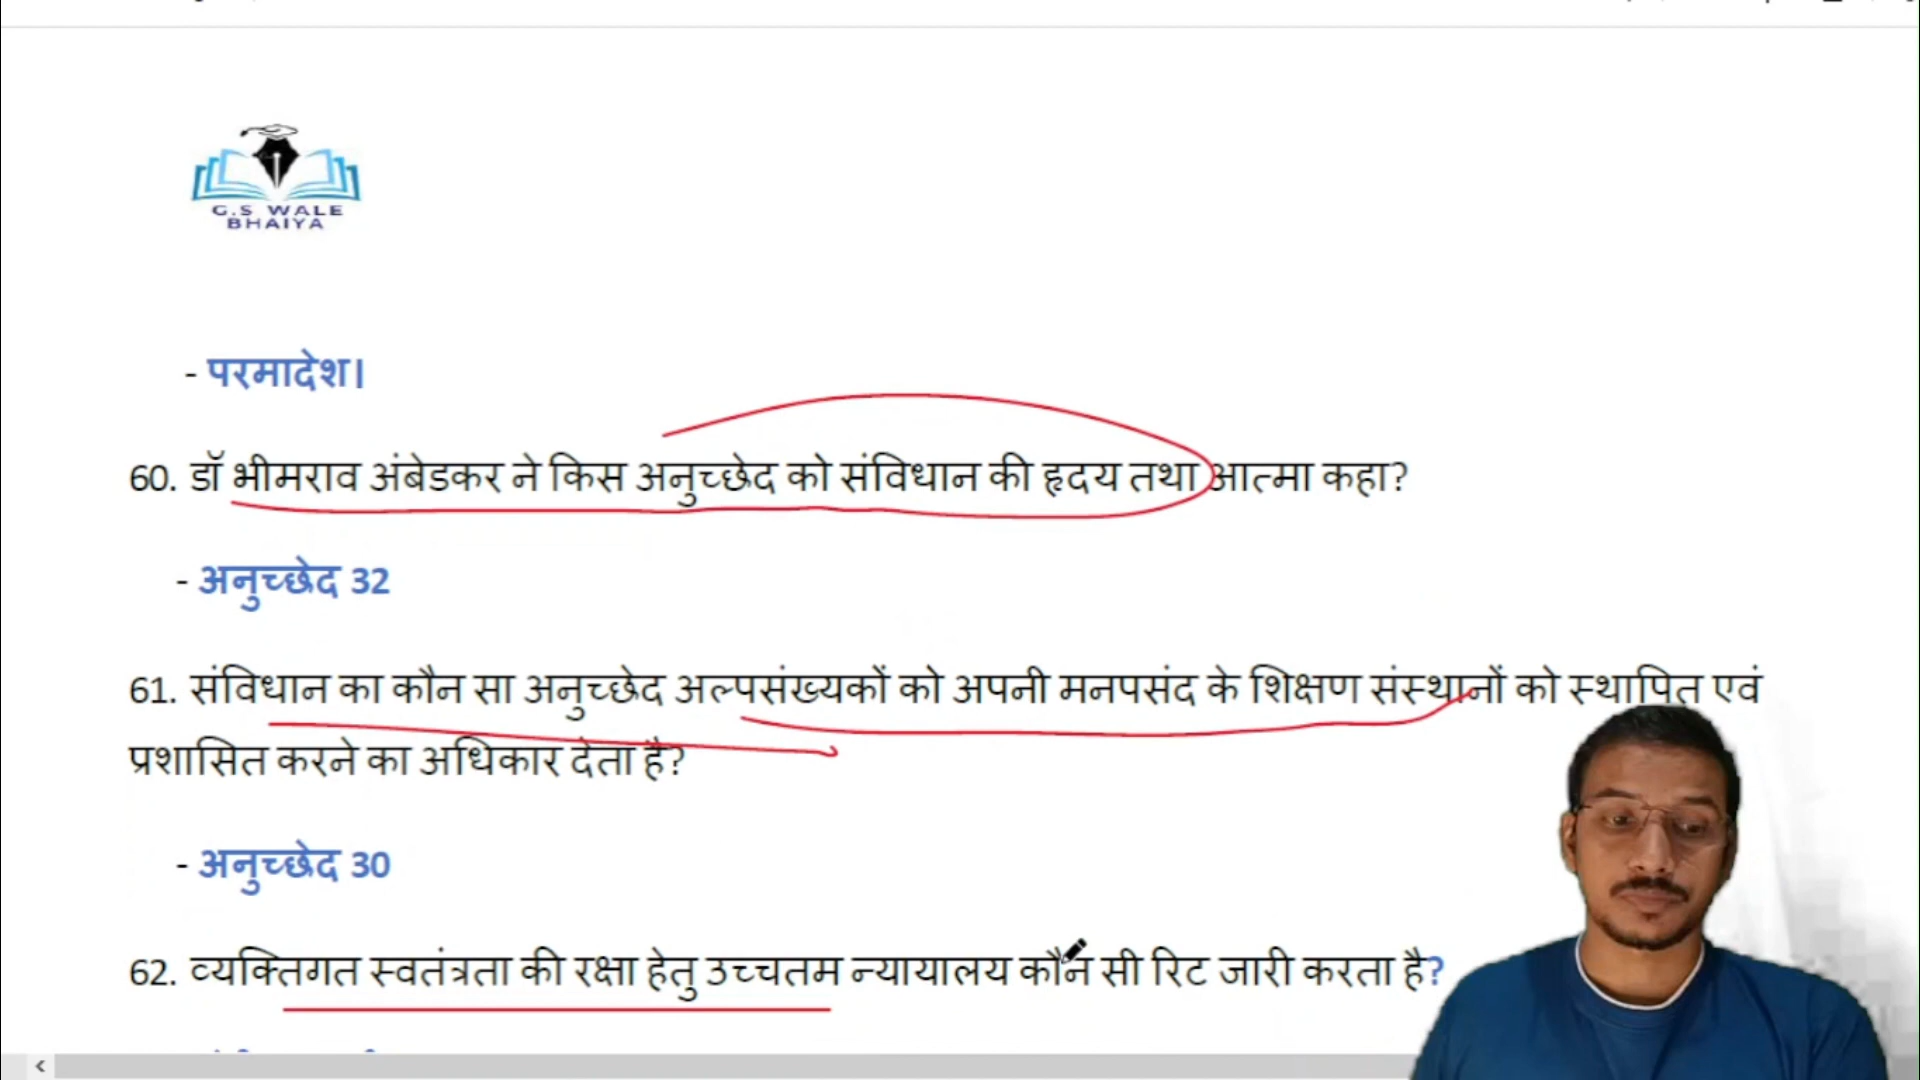 G.S WALE
BHAIYA
- परमादेश।
60. डॉ भीमराव अंबेडकर ने किस अनुच्छेद को संविधान की हृदय तथा आत्मा कहा?
- अनुच्छेद 32
61. संविधान का कौन सा अनुच्छेद अल्पसंख्यकों को अपनी मनपसंद के शिक्षण संस्थानों को स्थापित एवं
प्रशासित करने का अधिकार देता है?
- अनुच्छेद 30
62. व्यक्तिगत स्वतंत्रता की रक्षा हेतु उच्चतम न्यायालय कौन सी रिट जारी करता है?